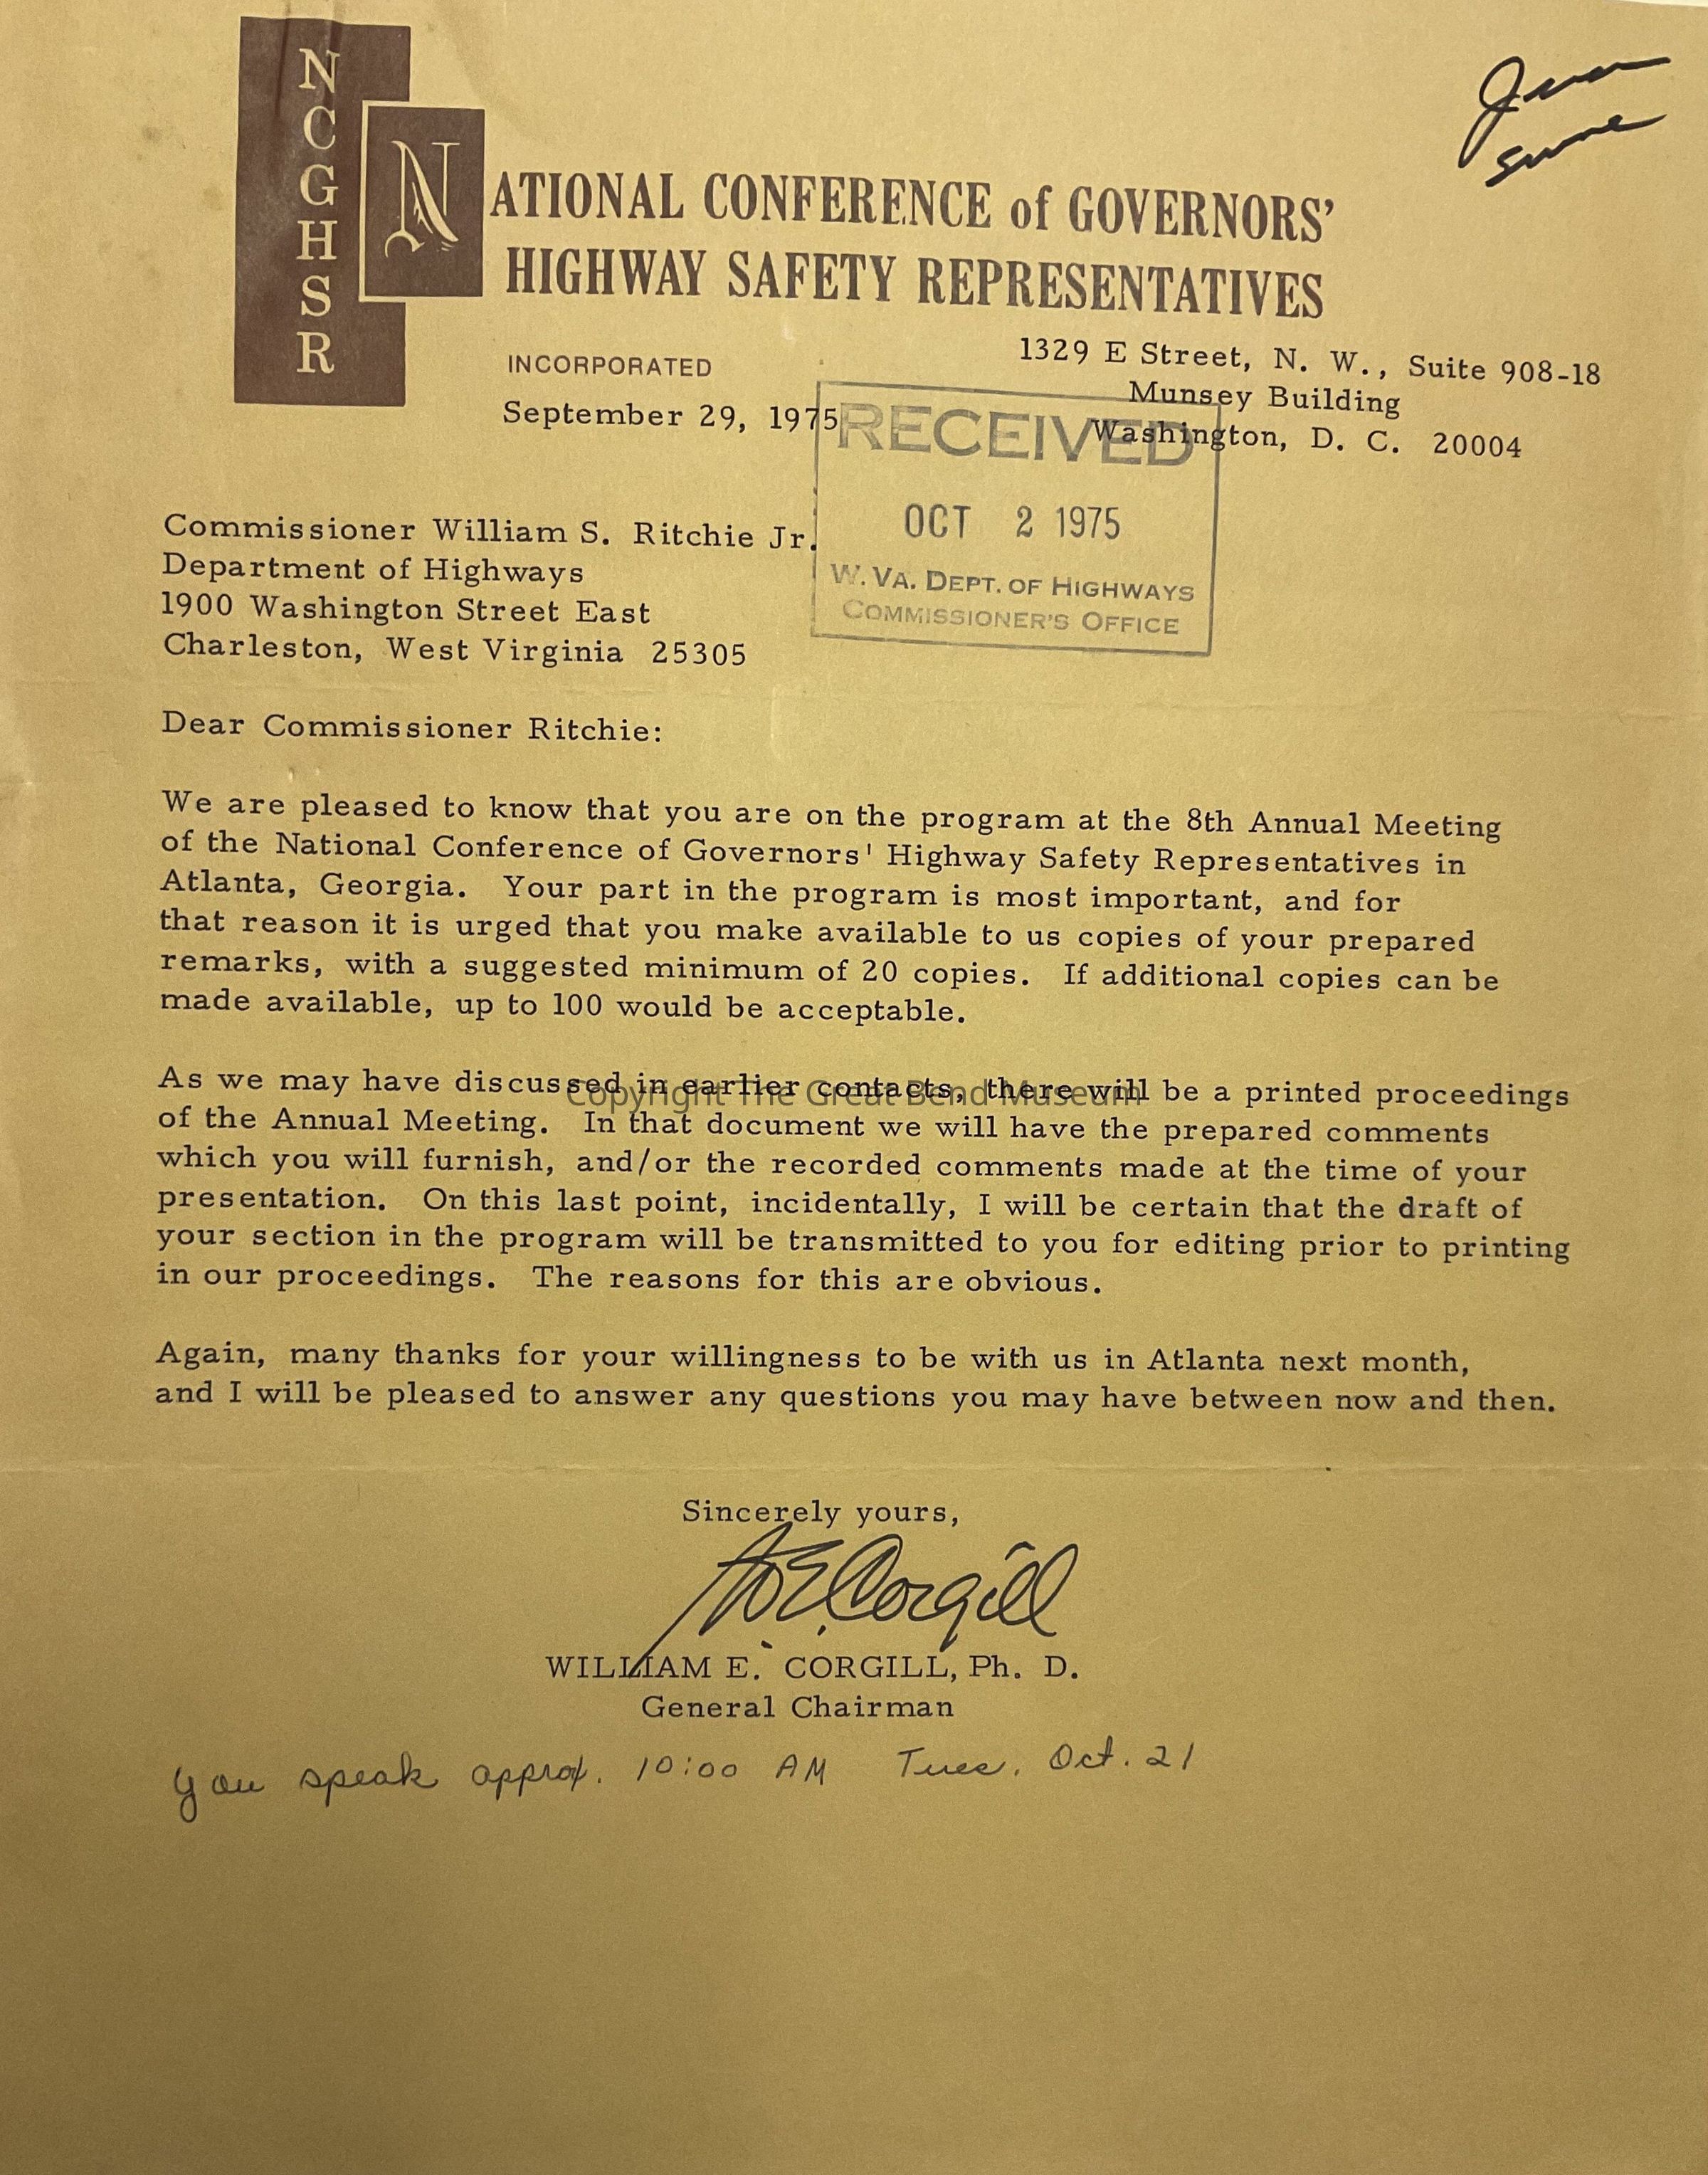 NCGHSR
NATIONAL CONFERENCE of GOVERNORS'
HIGHWAY SAFETY REPRESENTATIVES
INCORPORATED
1329 E Street, N. W., Suite 908-18
Munsey Building
Washington, D. C. 20004
September 29, 1975
RECEIVED
OCT 2 1975
W. VA. DEPT. OF HIGHWAYS
COMMISSIONER'S OFFICE
Commissioner William S. Ritchie Jr.
Department of Highways
1900 Washington Street East
Charleston, West Virginia 25305
Dear Commissioner Ritchie:
We are pleased to know that you are on the program at the 8th Annual Meeting
of the National Conference of Governors' Highway Safety Representatives in
Atlanta, Georgia. Your part in the program is most important, and for
that reason it is urged that you make available to us copies of your prepared
remarks, with a suggested minimum of 20 copies. If additional copies can be
made available, up to 100 would be acceptable.
As we may have discussed in earlier contacts, there will be a printed proceedings
Copyright The Great Bend Museum
of the Annual Meeting. In that document we will have the prepared comments
which you will furnish, and/or the recorded comments made at the time of your
presentation. On this last point, incidentally, I will be certain that the draft of
your section in the program will be transmitted to you for editing prior to printing
in our proceedings. The reasons for this are obvious.
Again, many thanks for your willingness to be with us in Atlanta next month,
and I will be pleased to answer any questions you may have between now and then.
Sincerely yours,
W.E. Corgill
WILLIAM E. CORGILL, Ph. D.
General Chairman
You speak approx. 10:00 AM Tues. Oct. 21